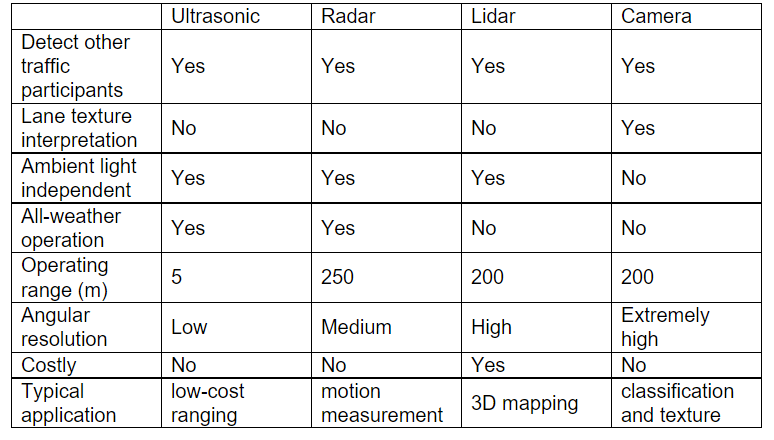 Ultrasonic Radar Lidar Camera
Detect other
traffic
participants
Yes Yes Yes Yes
Lane texture
interpretation
No No No Yes
Ambient light
independent
Yes Yes Yes No
All-weather
operation
Yes Yes No No
Operating
range (m)
5 250 200 200
Angular
resolution
Low Medium High
Extremely
high
Costly No No Yes No
Typical
application
low-cost
ranging
motion
measurement
3D mapping
classification
and texture